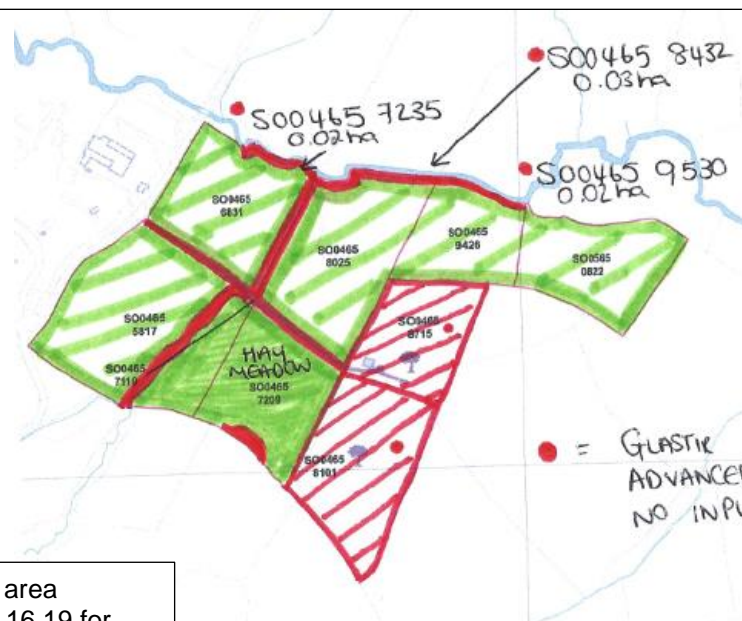 SO0465 8432
0.03ha
SO0465 7235
0.02ha
SO0465 9530
0.02ha
SO0465
6831
SO0465
8025
SO0465
9426
SO0565
0822
SO0465
5817
SO0465
8715
SO0465
7110
HAY
MEADOW
SO0465
7209
SO0465
8101
= GLASTIR
ADVANCED
NO INPU
area
16 19 for